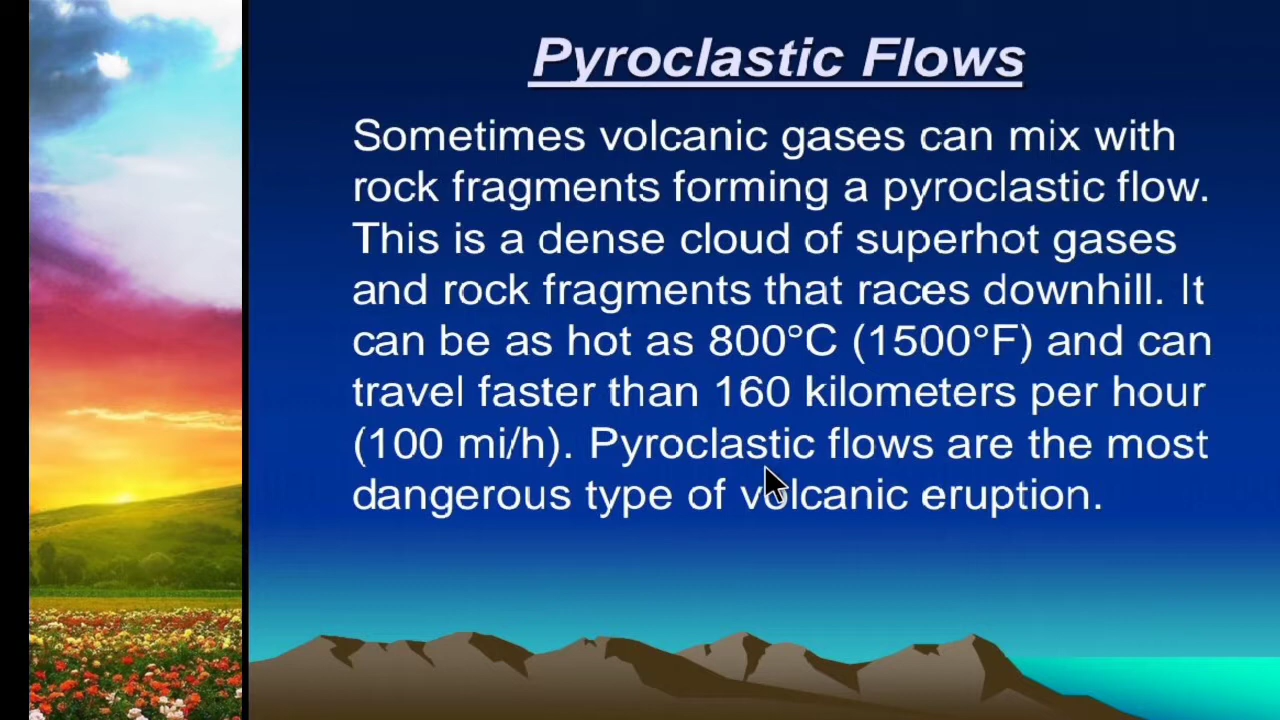 Pyroclastic Flows
Sometimes volcanic gases can mix with
rock fragments forming a pyroclastic flow.
This is a dense cloud of superhot gases
and rock fragments that races downhill. It
can be as hot as 800°C (1500°F) and can
travel faster than 160 kilometers per hour
(100 mi/h). Pyroclastic flows are the most
dangerous type of volcanic eruption.